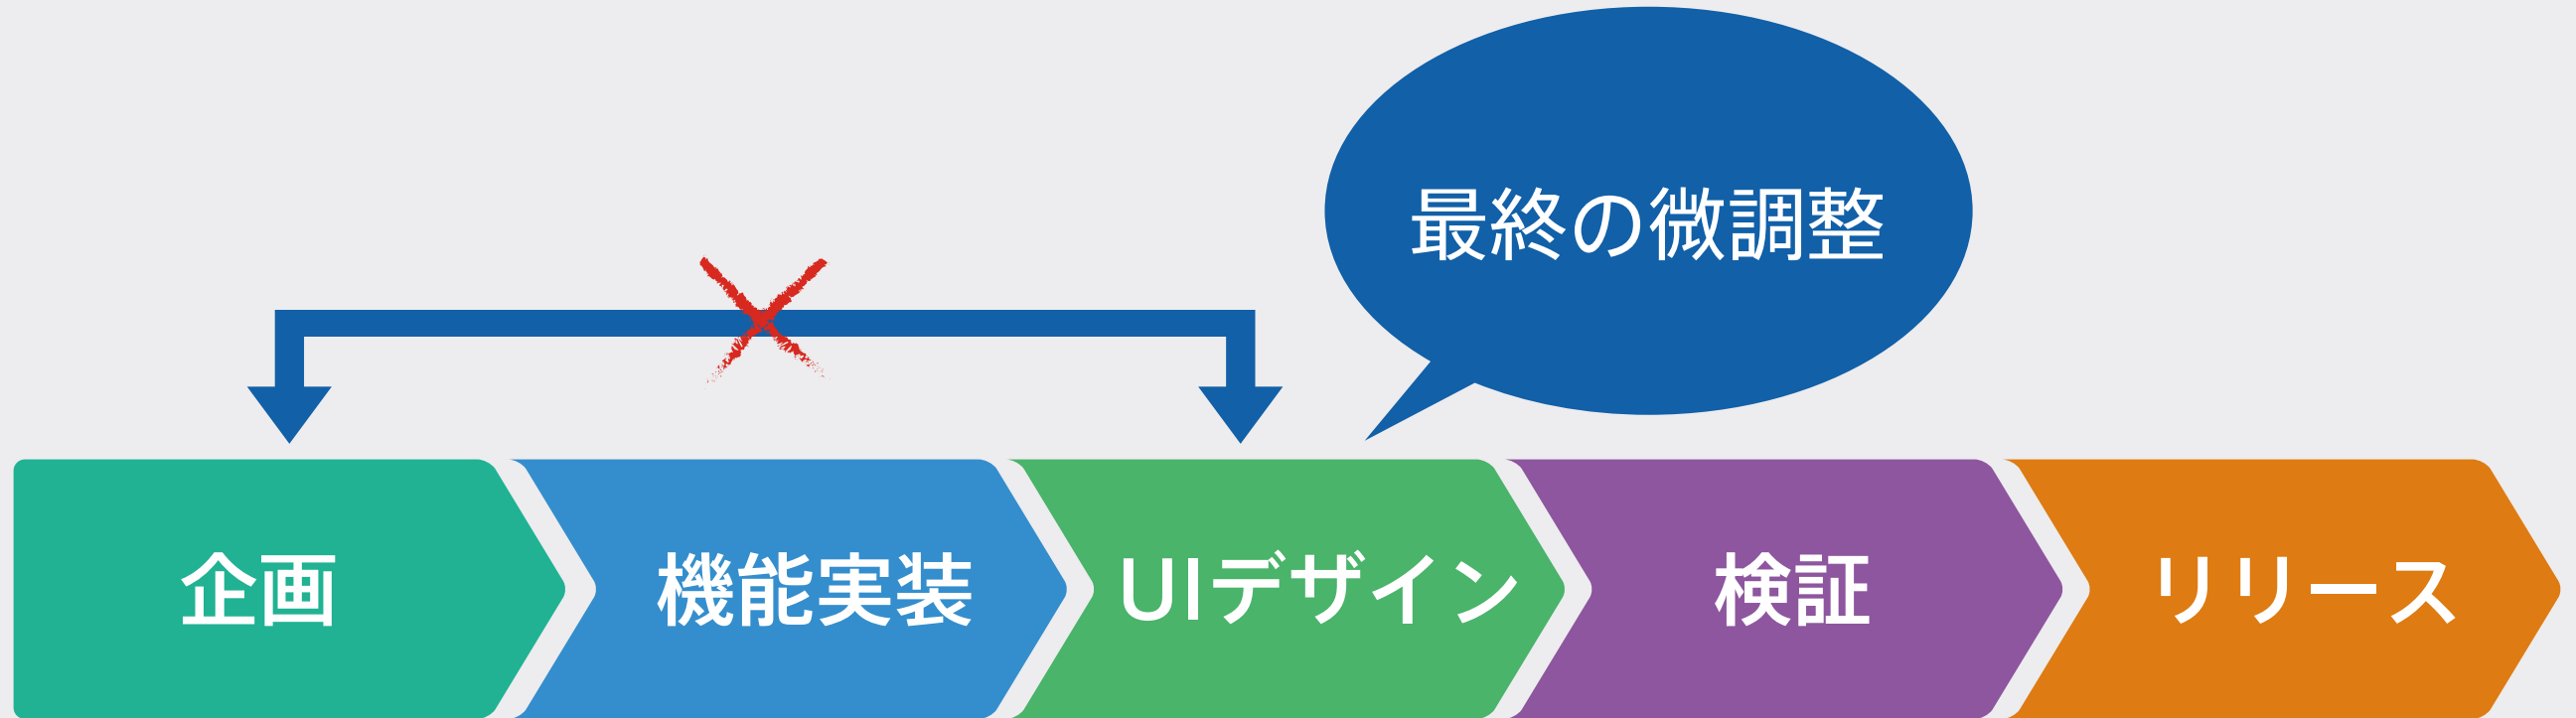 最終の微調整
企画
機能実装
UIデザイン
検証
リリース